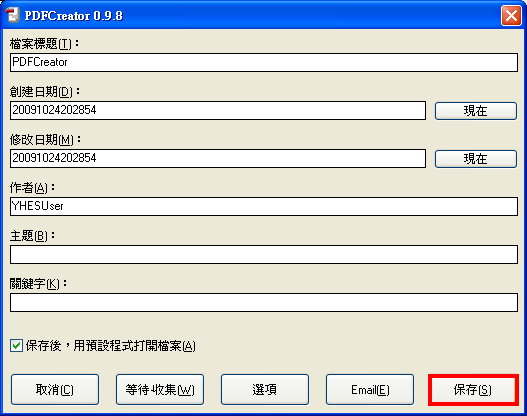 PDFCreator 0.9.8
檔案標題(T)：
PDFCreator
創建日期(D)：
20091024202854
現在
修改日期(M)：
20091024202854
現在
作者(A)：
YHESUser
主題(B)：
關鍵字(K)：
保存後，用預設程式打開檔案(A)
取消(C)
等待-收集(W)
選項
Email(E)
保存(S)